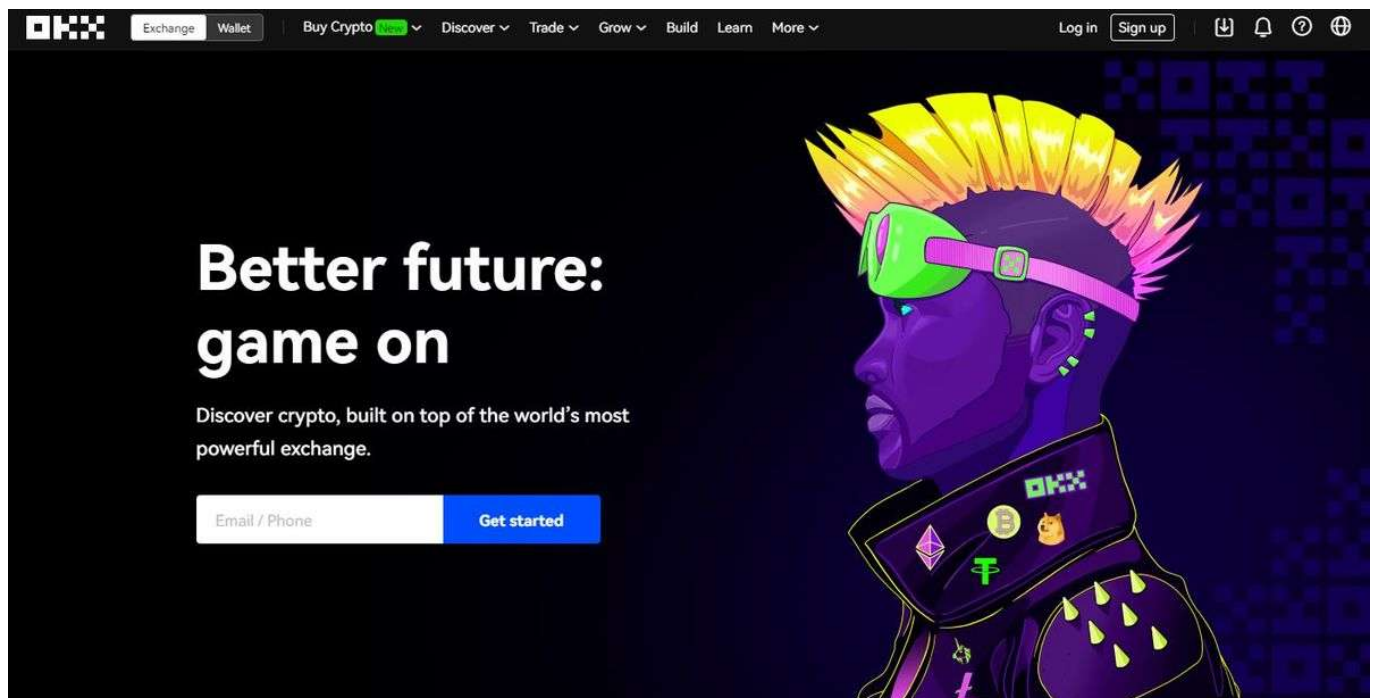 OKX
Exchange Wallet Buy Crypto New Discover Trade Grow Build Learn More Log in Sign up
Better future:
game on
Discover crypto, built on top of the world's most
powerful exchange.
Email / Phone Get started
OKX